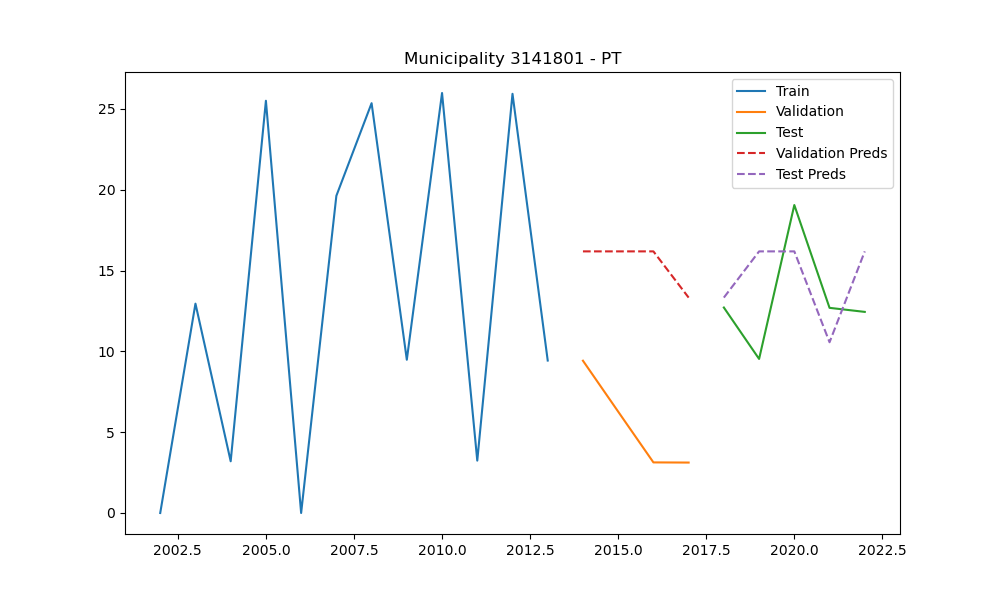 Municipality 3141801 - PT
Train
Validation
Test
Validation Preds
Test Preds
25
20
15
10
5
0
2002.5 2005.0 2007.5 2010.0 2012.5 2015.0 2017.5 2020.0 2022.5